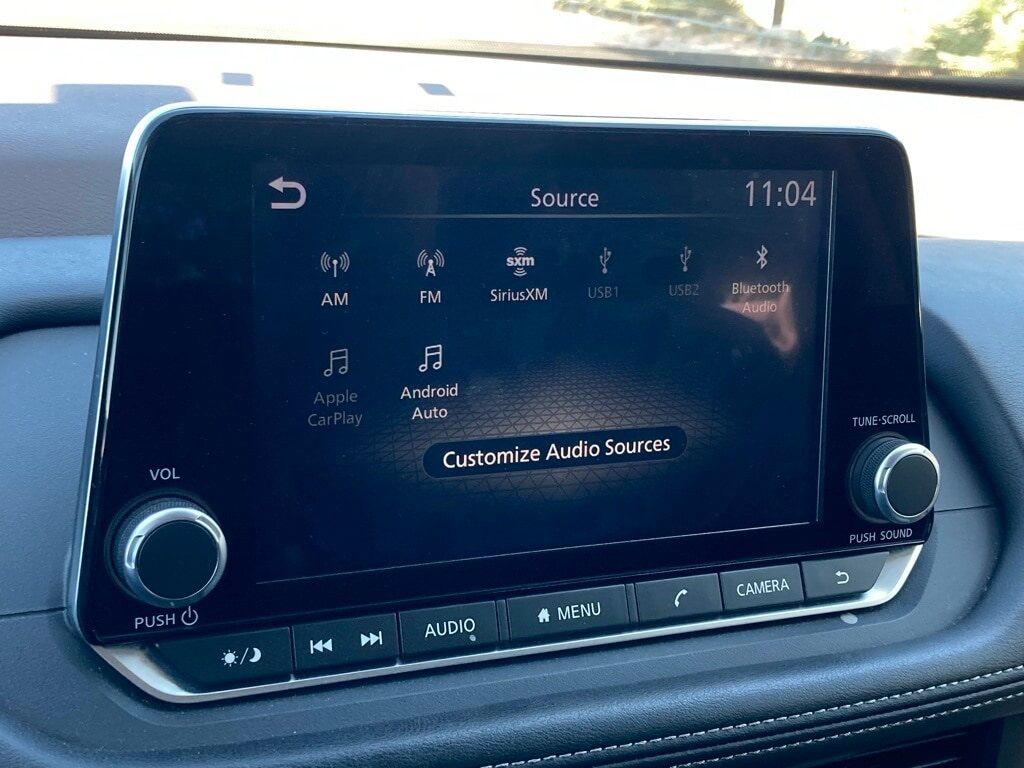 Source
11:04
sxm
AM
FM
SiriusXM
USB1
USB2
Bluetooth
Audio
Apple
CarPlay
Android
Auto
Customize Audio Sources
TUNE·SCROLL
VOL
PUSH SOUND
PUSH
AUDIO
MENU
CAMERA